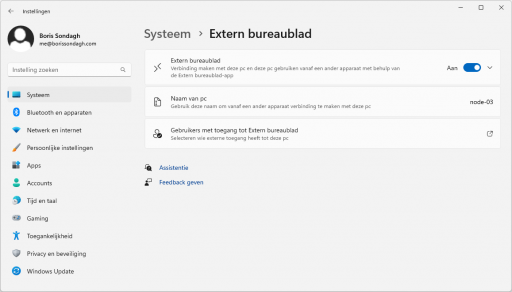 Instellingen
Boris Sondagh
me@borissondagh.com
Instelling zoeken
Systeem
Bluetooth en apparaten
Netwerk en internet
Persoonlijke instellingen
Apps
Accounts
Tijd en taal
Gaming
Toegankelijkheid
Privacy en beveiliging
Windows Update
Systeem > Extern bureaublad
Extern bureaublad
Verbinding maken met deze pc en deze pc gebruiken vanaf een ander apparaat met behulp van
de Extern bureaublad-app
Aan
Naam van pc
Gebruik deze naam om vanaf een ander apparaat verbinding te maken met deze pc
node-03
Gebruikers met toegang tot Extern bureaublad
Selecteren wie externe toegang heeft tot deze pc
Assistentie
Feedback geven